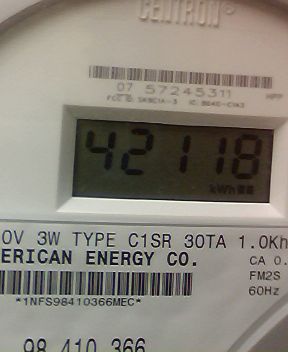 CENTRON®
07 57245311
HPP
42118
kWh
0V 3W TYPE C1SR 30TA 1.0Kh
ERICAN ENERGY CO.
CA 0.
FM2S
60Hz
*1NFS98410366MEC*
98 410 366